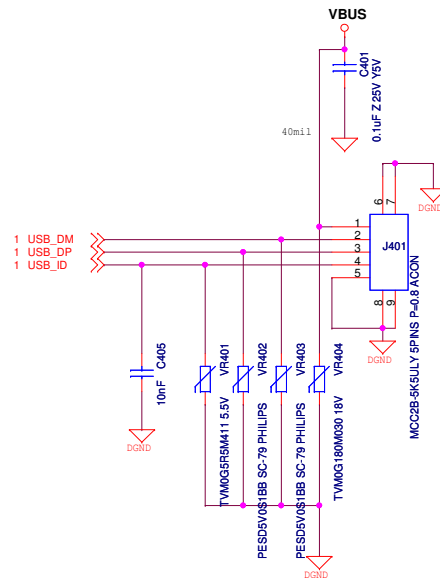 VBUS
C401
0.1uF Z 25V Y5V
40mil
6
7
DGND
1 USB_DM
1 USB_DP
1 USB_ID
1
2
3
4
5
J401
8
9
DGND
MCC2B-5K5ULY 5PINS P=0.8 ACON
C405
10nF
DGND
VR401
TVM0G5R5M411 5.5V
VR402
PESD5V0S1BB SC-79 PHILIPS
VR403
PESD5V0S1BB SC-79 PHILIPS
VR404
TVM0G180M030 18V
DGND